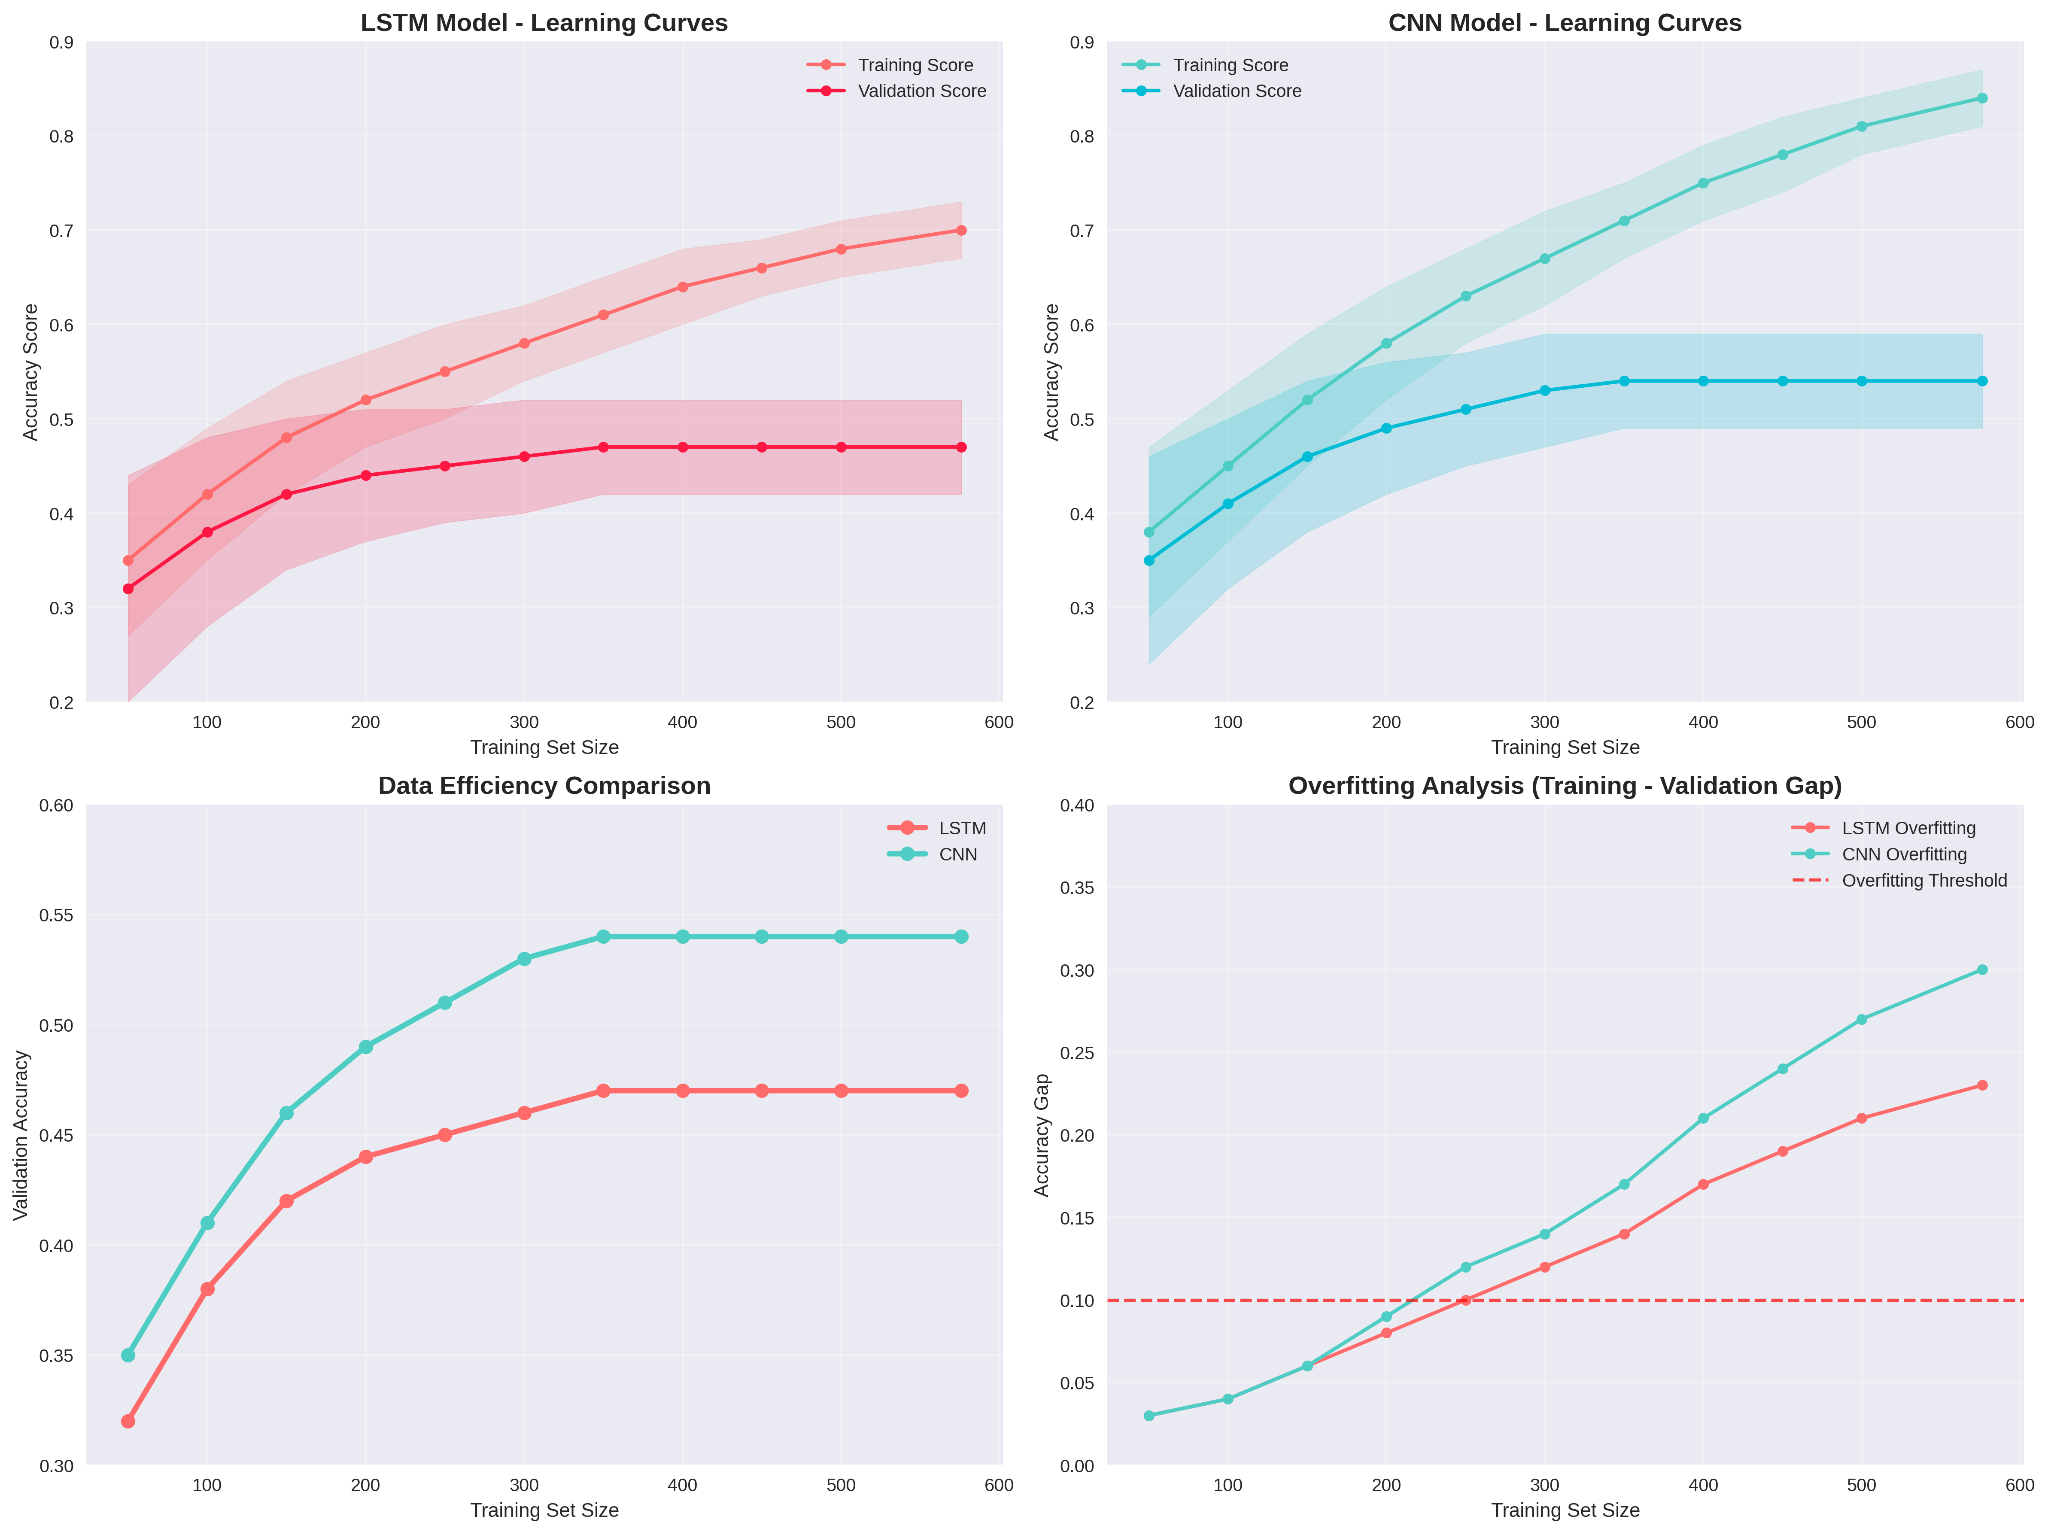 LSTM Model - Learning Curves
0.9
0.8
0.7
0.6
0.5
0.4
0.3
0.2
Accuracy Score
Training Score
Validation Score
100 200 300 400 500 600
Training Set Size
CNN Model - Learning Curves
0.9
0.8
0.7
0.6
0.5
0.4
0.3
0.2
Accuracy Score
Training Score
Validation Score
100 200 300 400 500 600
Training Set Size
Data Efficiency Comparison
0.60
0.55
0.50
0.45
0.40
0.35
0.30
Validation Accuracy
LSTM
CNN
100 200 300 400 500 600
Training Set Size
Overfitting Analysis (Training - Validation Gap)
0.40
0.35
0.30
0.25
0.20
0.15
0.10
0.05
0.00
Accuracy Gap
LSTM Overfitting
CNN Overfitting
Overfitting Threshold
100 200 300 400 500 600
Training Set Size